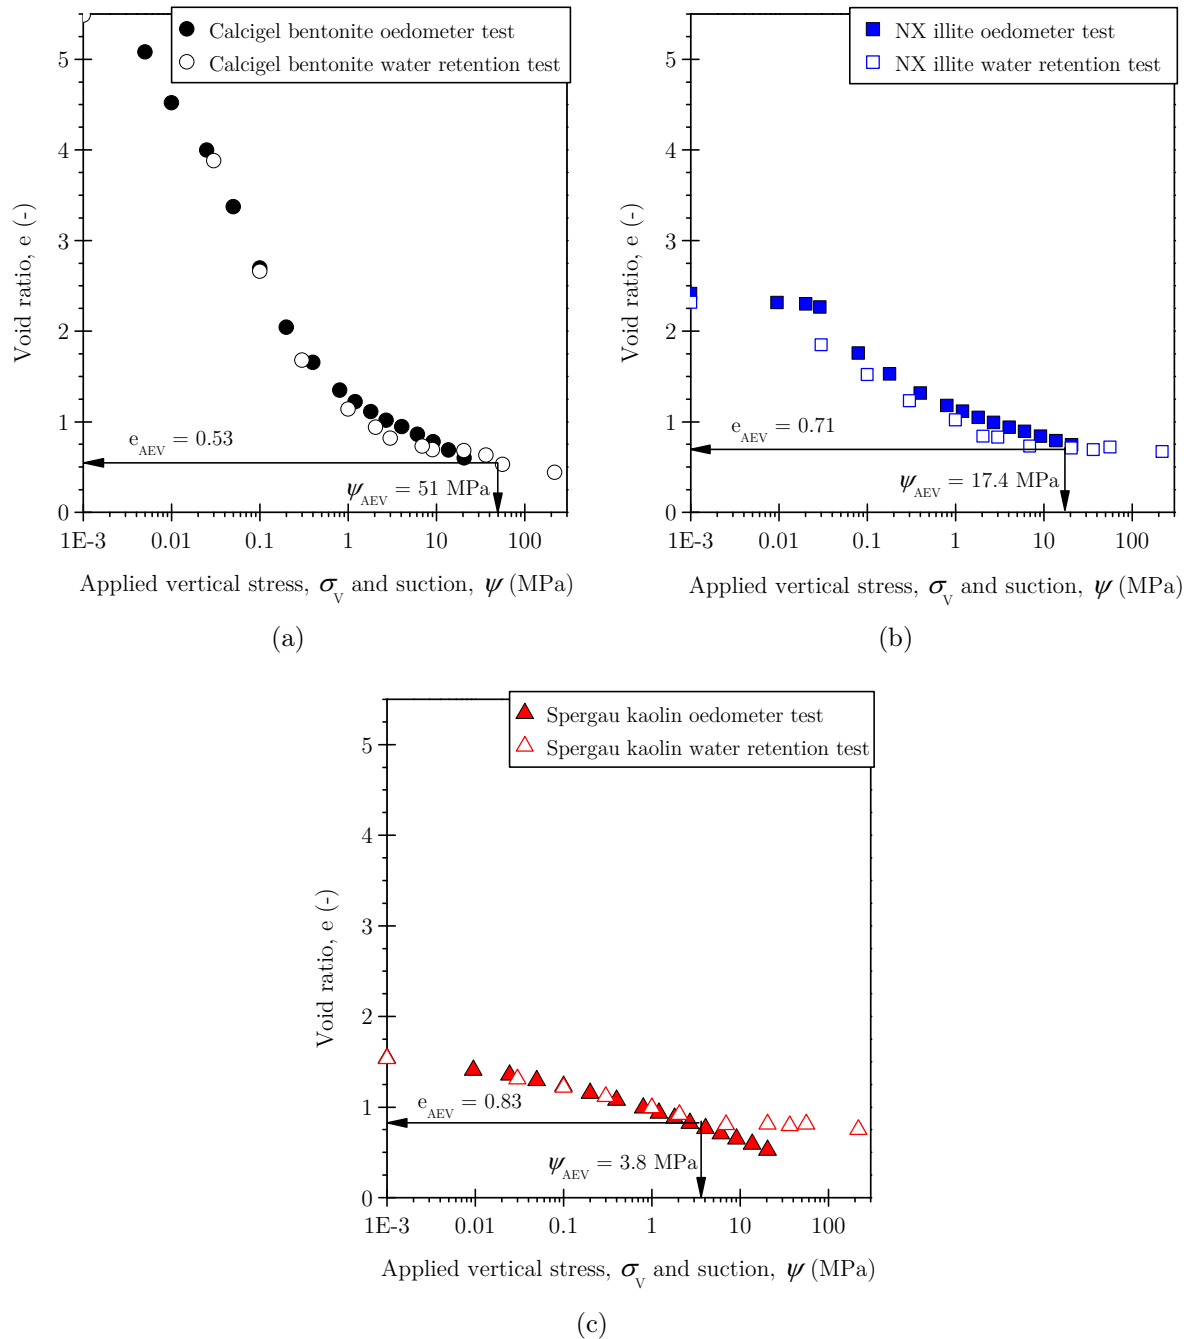 Calcigel bentonite oedometer test
Calcigel bentonite water retention test
5
4
3
2
1
0
Void ratio, e (-)
e_AEV = 0.53
ψ_AEV = 51 MPa
1E-3 0.01 0.1 1 10 100
Applied vertical stress, σ_V and suction, ψ (MPa)
(a)
NX illite oedometer test
NX illite water retention test
5
4
3
2
1
0
Void ratio, e (-)
e_AEV = 0.71
ψ_AEV = 17.4 MPa
1E-3 0.01 0.1 1 10 100
Applied vertical stress, σ_V and suction, ψ (MPa)
(b)
Spergau kaolin oedometer test
Spergau kaolin water retention test
5
4
3
2
1
0
Void ratio, e (-)
e_AEV = 0.83
ψ_AEV = 3.8 MPa
1E-3 0.01 0.1 1 10 100
Applied vertical stress, σ_V and suction, ψ (MPa)
(c)